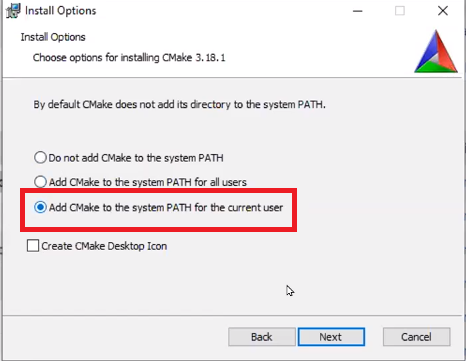 Install Options
Install Options
Choose options for installing CMake 3.18.1
By default CMake does not add its directory to the system PATH.
Do not add CMake to the system PATH
Add CMake to the system PATH for all users
Add CMake to the system PATH for the current user
Create CMake Desktop Icon
Back
Next
Cancel